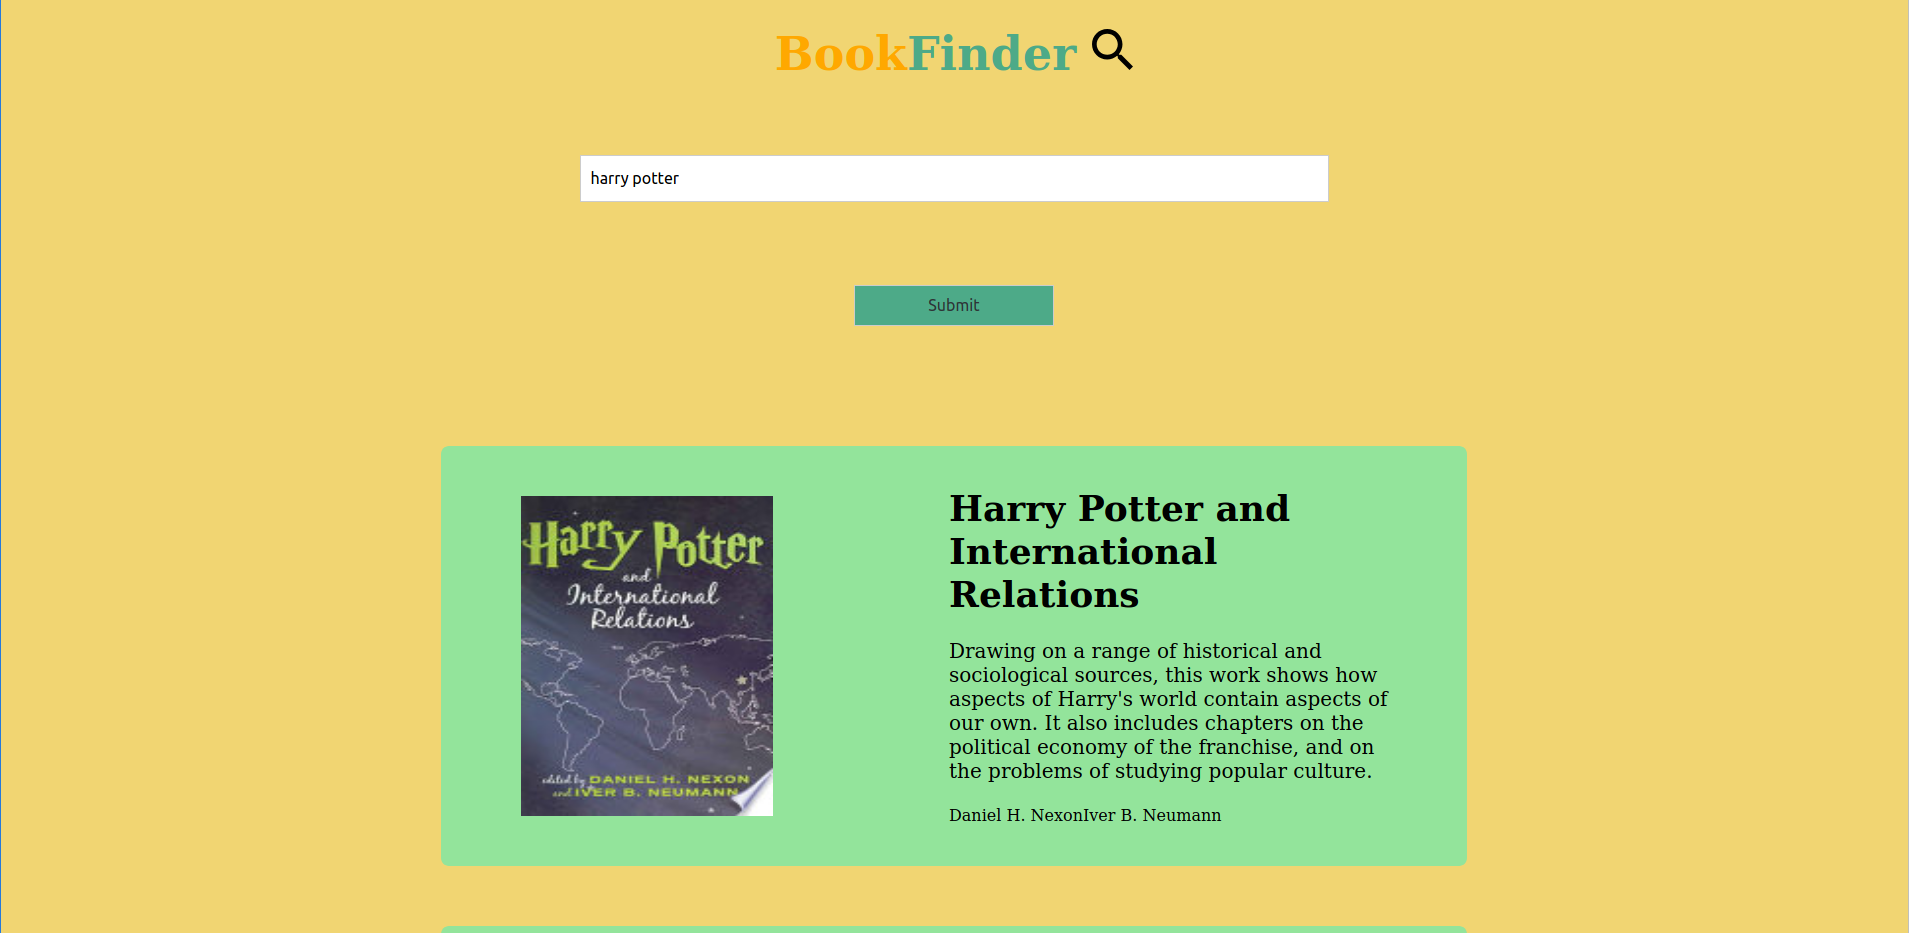 BookFinder
harry potter
Submit
Harry Potter
and
International
Relations
edited by DANIEL H. NEXON
and IVER B. NEUMANN
Harry Potter and
International
Relations
Drawing on a range of historical and
sociological sources, this work shows how
aspects of Harry's world contain aspects of
our own. It also includes chapters on the
political economy of the franchise, and on
the problems of studying popular culture.
Daniel H. NexonIver B. Neumann